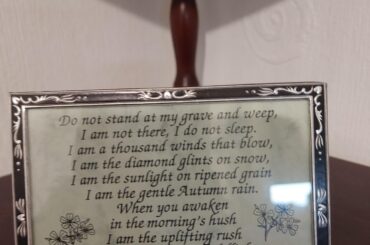 Do not stand at my grave and weep,
I am not there, I do not sleep.
I am a thousand winds that blow,
I am the diamond glints on snow,
I am the sunlight on ripened grain
I am the gentle Autumn rain.
When you awaken
in the morning's hush
I am the uplifting rush